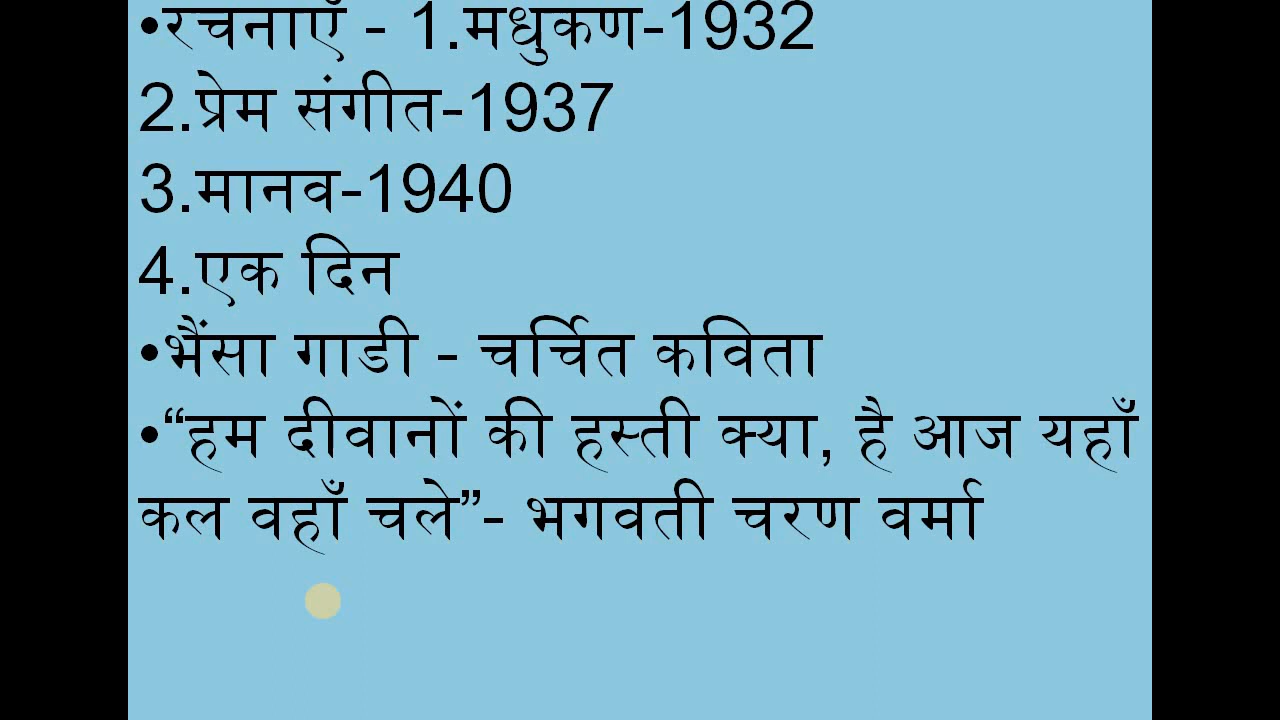 •रचनाएँ - 1.मधुकण-1932
2.प्रेम संगीत-1937
3.मानव-1940
4.एक दिन
•भैंसा गाडी - चर्चित कविता
•“हम दीवानों की हस्ती क्या, है आज यहाँ
कल वहाँ चले”- भगवती चरण वर्मा